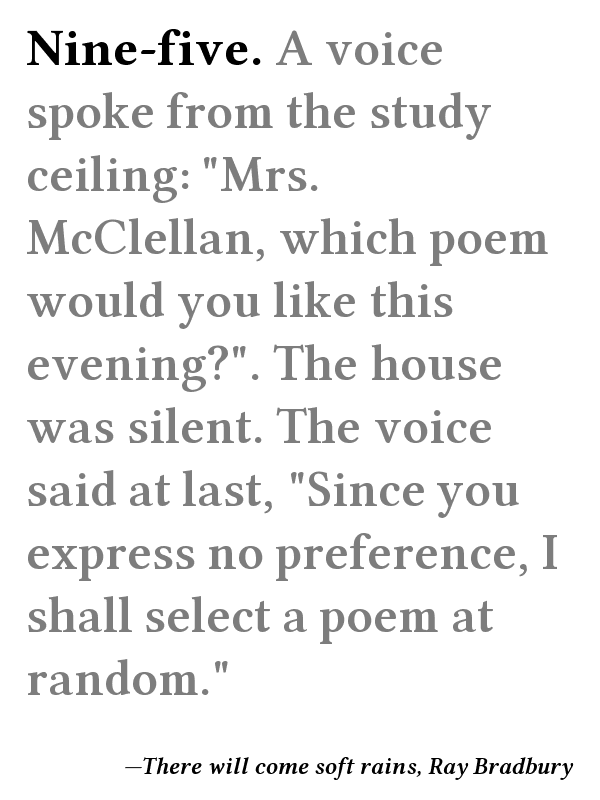 Nine-five. A voice
spoke from the study
ceiling: "Mrs.
McClellan, which poem
would you like this
evening?". The house
was silent. The voice
said at last, "Since you
express no preference, I
shall select a poem at
random."
—There will come soft rains, Ray Bradbury